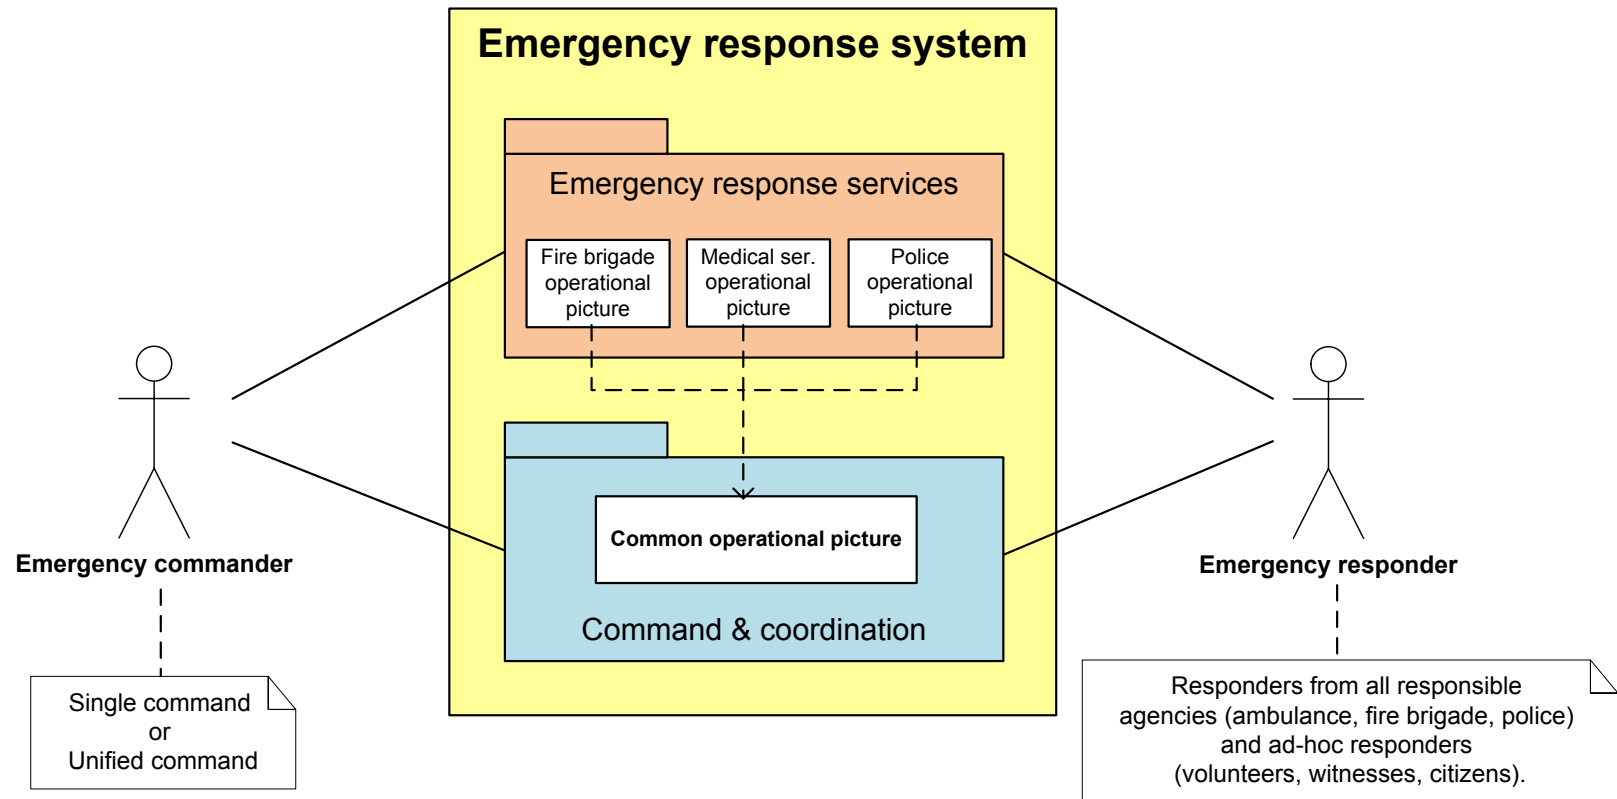 Emergency response system
Emergency response services
Fire brigade
operational
picture
Medical ser.
operational
picture
Police
operational
picture
Common operational picture
Command & coordination
Emergency commander
Single command
or
Unified command
Emergency responder
Responders from all responsible
agencies (ambulance, fire brigade, police)
and ad-hoc responders
(volunteers, witnesses, citizens).